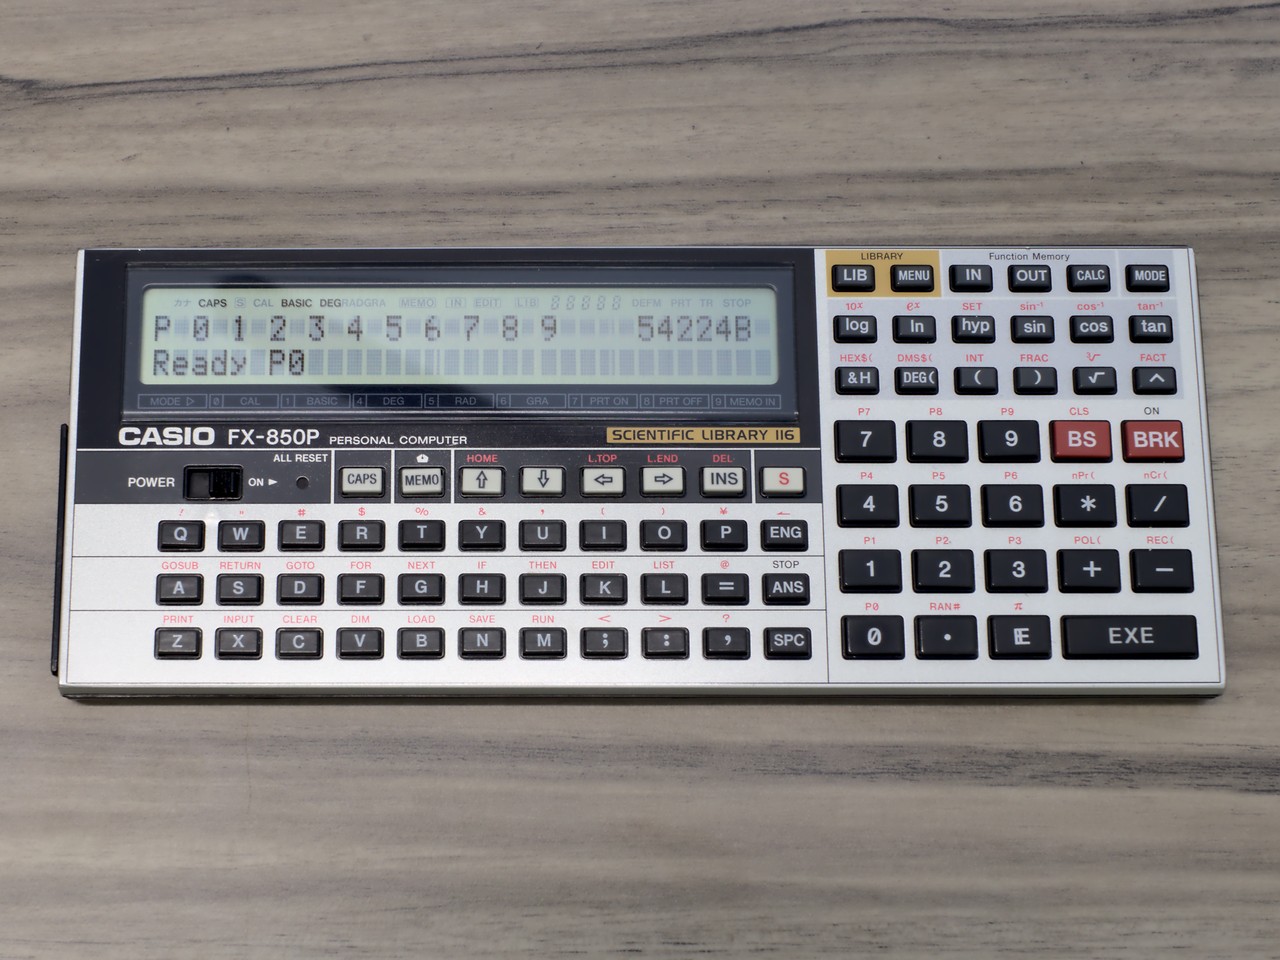 カナ CAPS S CAL BASIC DEG RAD GRA MEMO IN EDIT LIB 88888 DEFM PRT TR STOP
P 0 1 2 3 4 5 6 7 8 9 54224B
Ready P0
MODE ▷ 0 CAL 1 BASIC 4 DEG 5 RAD 6 GRA 7 PRT ON 8 PRT OFF 9 MEMO IN
CASIO FX-850P PERSONAL COMPUTER SCIENTIFIC LIBRARY 116
ALL RESET HOME L.TOP L.END DEL
POWER ON ► CAPS MEMO ⇧ ⇩ ⇦ ⇨ INS S
! " # $ % & ' ( ) ¥
Q W E R T Y U I O P ENG
GOSUB RETURN GOTO FOR NEXT IF THEN EDIT LIST @ STOP
A S D F G H J K L = ANS
PRINT INPUT CLEAR DIM LOAD SAVE RUN < > ?
Z X C V B N M ; : , SPC
LIBRARY Function Memory
LIB MENU IN OUT CALC MODE
10ˣ eˣ SET sin⁻¹ cos⁻¹ tan⁻¹
log ln hyp sin cos tan
HEX$( DMS$( INT FRAC ³√ FACT
&H DEG( ( ) √ ^
P7 P8 P9 CLS ON
7 8 9 BS BRK
P4 P5 P6 nPr( nCr(
4 5 6 * /
P1 P2 P3 POL( REC(
1 2 3 + −
P0 RAN# π
0 . E EXE